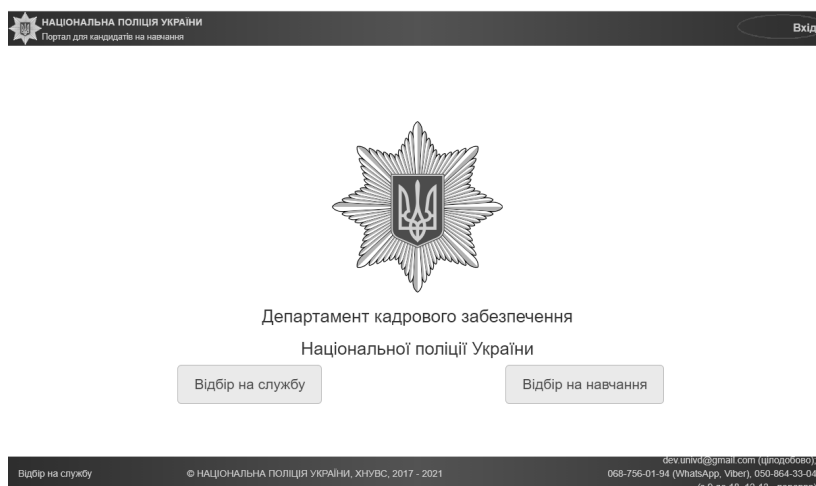 НАЦІОНАЛЬНА ПОЛІЦІЯ УКРАЇНИ
Портал для кандидатів на навчання
Вхід
Департамент кадрового забезпечення
Національної поліції України
Відбір на службу
Відбір на навчання
dev.univd@gmail.com (цілодобово),
Відбір на службу
© НАЦІОНАЛЬНА ПОЛІЦІЯ УКРАЇНИ, ХНУВС, 2017 - 2021
068-756-01-94 (WhatsApp, Viber), 050-864-33-04